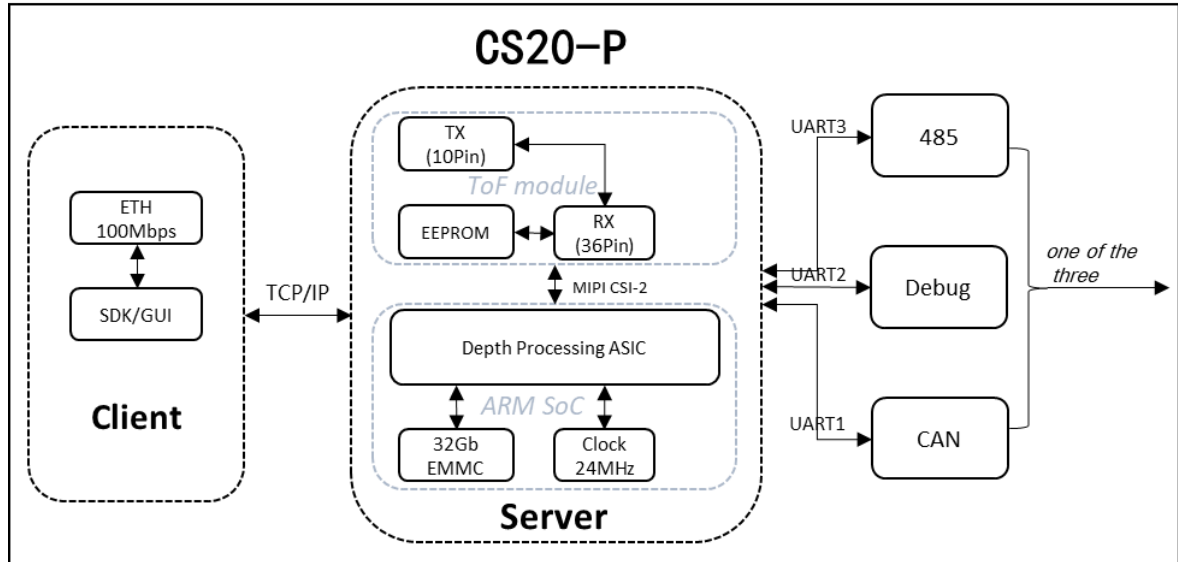 CS20-P
ETH
100Mbps
SDK/GUI
Client
TCP/IP
TX
(10Pin)
ToF module
EEPROM
RX
(36Pin)
MIPI CSI-2
Depth Processing ASIC
ARM SoC
32Gb
EMMC
Clock
24MHz
Server
UART3
485
UART2
Debug
UART1
CAN
one of the
three